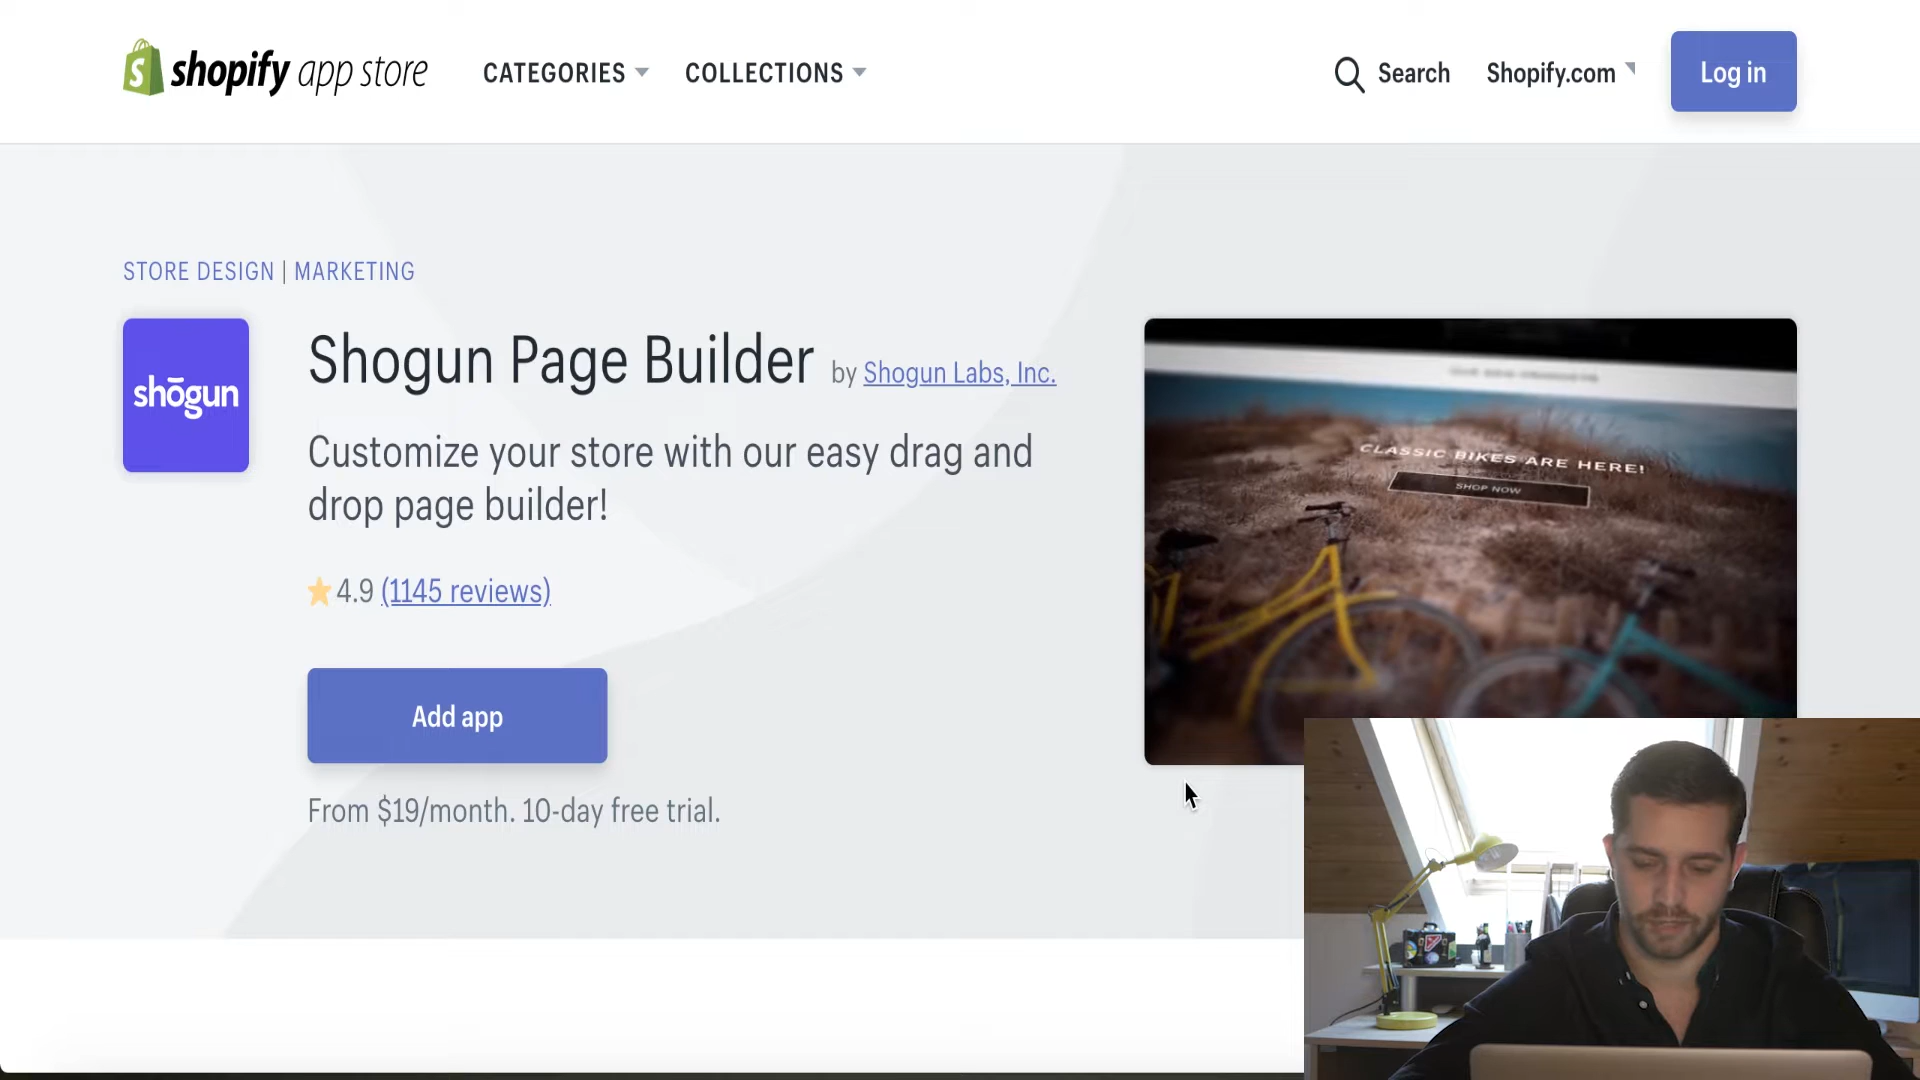 shopify app store
CATEGORIES
COLLECTIONS
Search
Shopify.com
Log in
STORE DESIGN | MARKETING
shōgun
Shogun Page Builder by Shogun Labs, Inc.
Customize your store with our easy drag and
drop page builder!
4.9 (1145 reviews)
Add app
From $19/month. 10-day free trial.
CLASSIC BIKES ARE HERE!
SHOP NOW